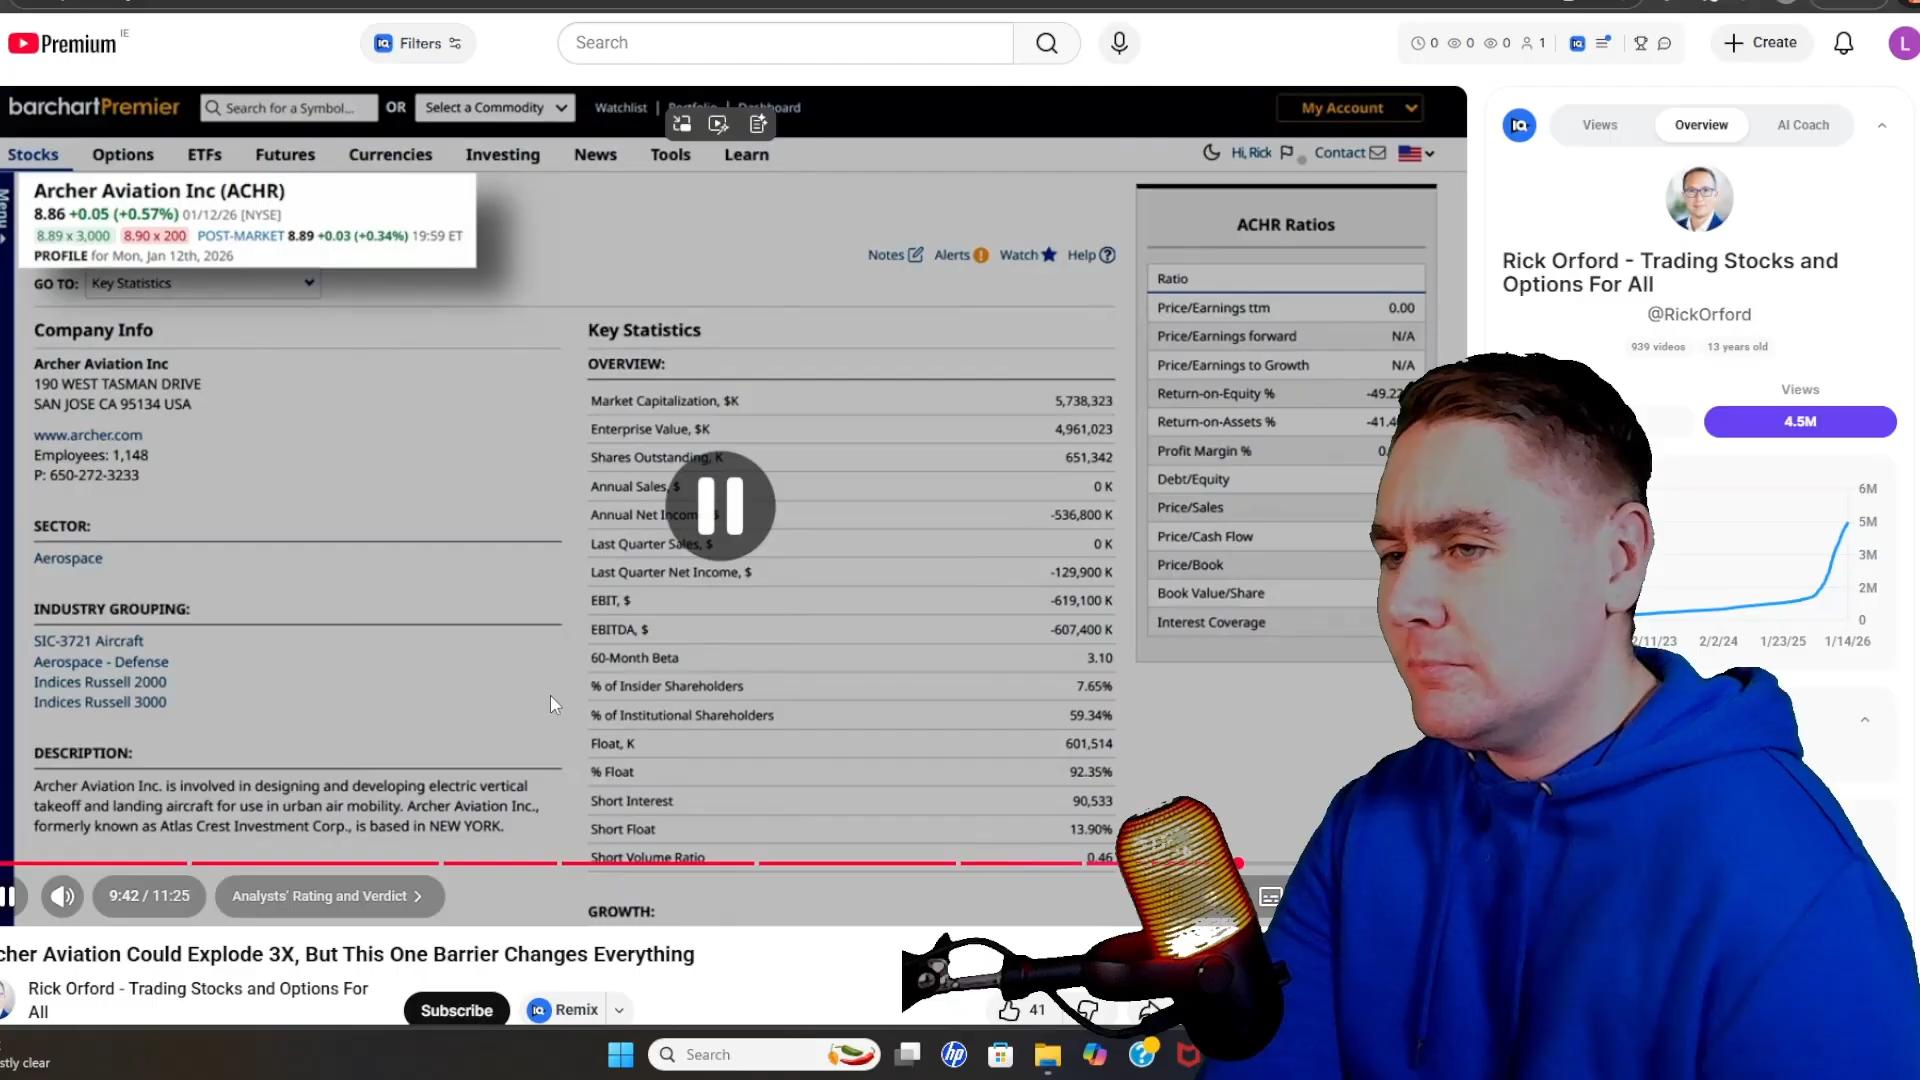 Premium IE
Filters
Search
0 0 0 1
Create
L
barchartPremier
Search for a Symbol...
OR
Select a Commodity
Watchlist | Portfolio Dashboard
My Account
Stocks Options ETFs Futures Currencies Investing News Tools Learn
Hi, Rick
Contact
Menu
Archer Aviation Inc (ACHR)
8.86 +0.05 (+0.57%) 01/12/26 [NYSE]
8.89 x 3,000 8.90 x 200 POST-MARKET 8.89 +0.03 (+0.34%) 19:59 ET
PROFILE for Mon, Jan 12th, 2026
Notes Alerts Watch Help
GO TO: Key Statistics
Company Info
Archer Aviation Inc
190 WEST TASMAN DRIVE
SAN JOSE CA 95134 USA
www.archer.com
Employees: 1,148
P: 650-272-3233
SECTOR:
Aerospace
INDUSTRY GROUPING:
SIC-3721 Aircraft
Aerospace - Defense
Indices Russell 2000
Indices Russell 3000
DESCRIPTION:
Archer Aviation Inc. is involved in designing and developing electric vertical
takeoff and landing aircraft for use in urban air mobility. Archer Aviation Inc.,
formerly known as Atlas Crest Investment Corp., is based in NEW YORK.
Key Statistics
OVERVIEW:
Market Capitalization, $K 5,738,323
Enterprise Value, $K 4,961,023
Shares Outstanding, K 651,342
Annual Sales, $ 0 K
Annual Net Income, $ -536,800 K
Last Quarter Sales, $ 0 K
Last Quarter Net Income, $ -129,900 K
EBIT, $ -619,100 K
EBITDA, $ -607,400 K
60-Month Beta 3.10
% of Insider Shareholders 7.65%
% of Institutional Shareholders 59.34%
Float, K 601,514
% Float 92.35%
Short Interest 90,533
Short Float 13.90%
Short Volume Ratio 0.46
GROWTH:
ACHR Ratios
Ratio
Price/Earnings ttm 0.00
Price/Earnings forward N/A
Price/Earnings to Growth N/A
Return-on-Equity % -49.22
Return-on-Assets % -41.4
Profit Margin % 0.
Debt/Equity
Price/Sales
Price/Cash Flow
Price/Book
Book Value/Share
Interest Coverage
9:42 / 11:25
Analysts' Rating and Verdict >
cher Aviation Could Explode 3X, But This One Barrier Changes Everything
Rick Orford - Trading Stocks and Options For
All
Subscribe
Remix
41
Views Overview AI Coach
Rick Orford - Trading Stocks and
Options For All
@RickOrford
939 videos 13 years old
Views
4.5M
6M
5M
3M
2M
0
2/11/23 2/2/24 1/23/25 1/14/26
stly clear
Search
hp